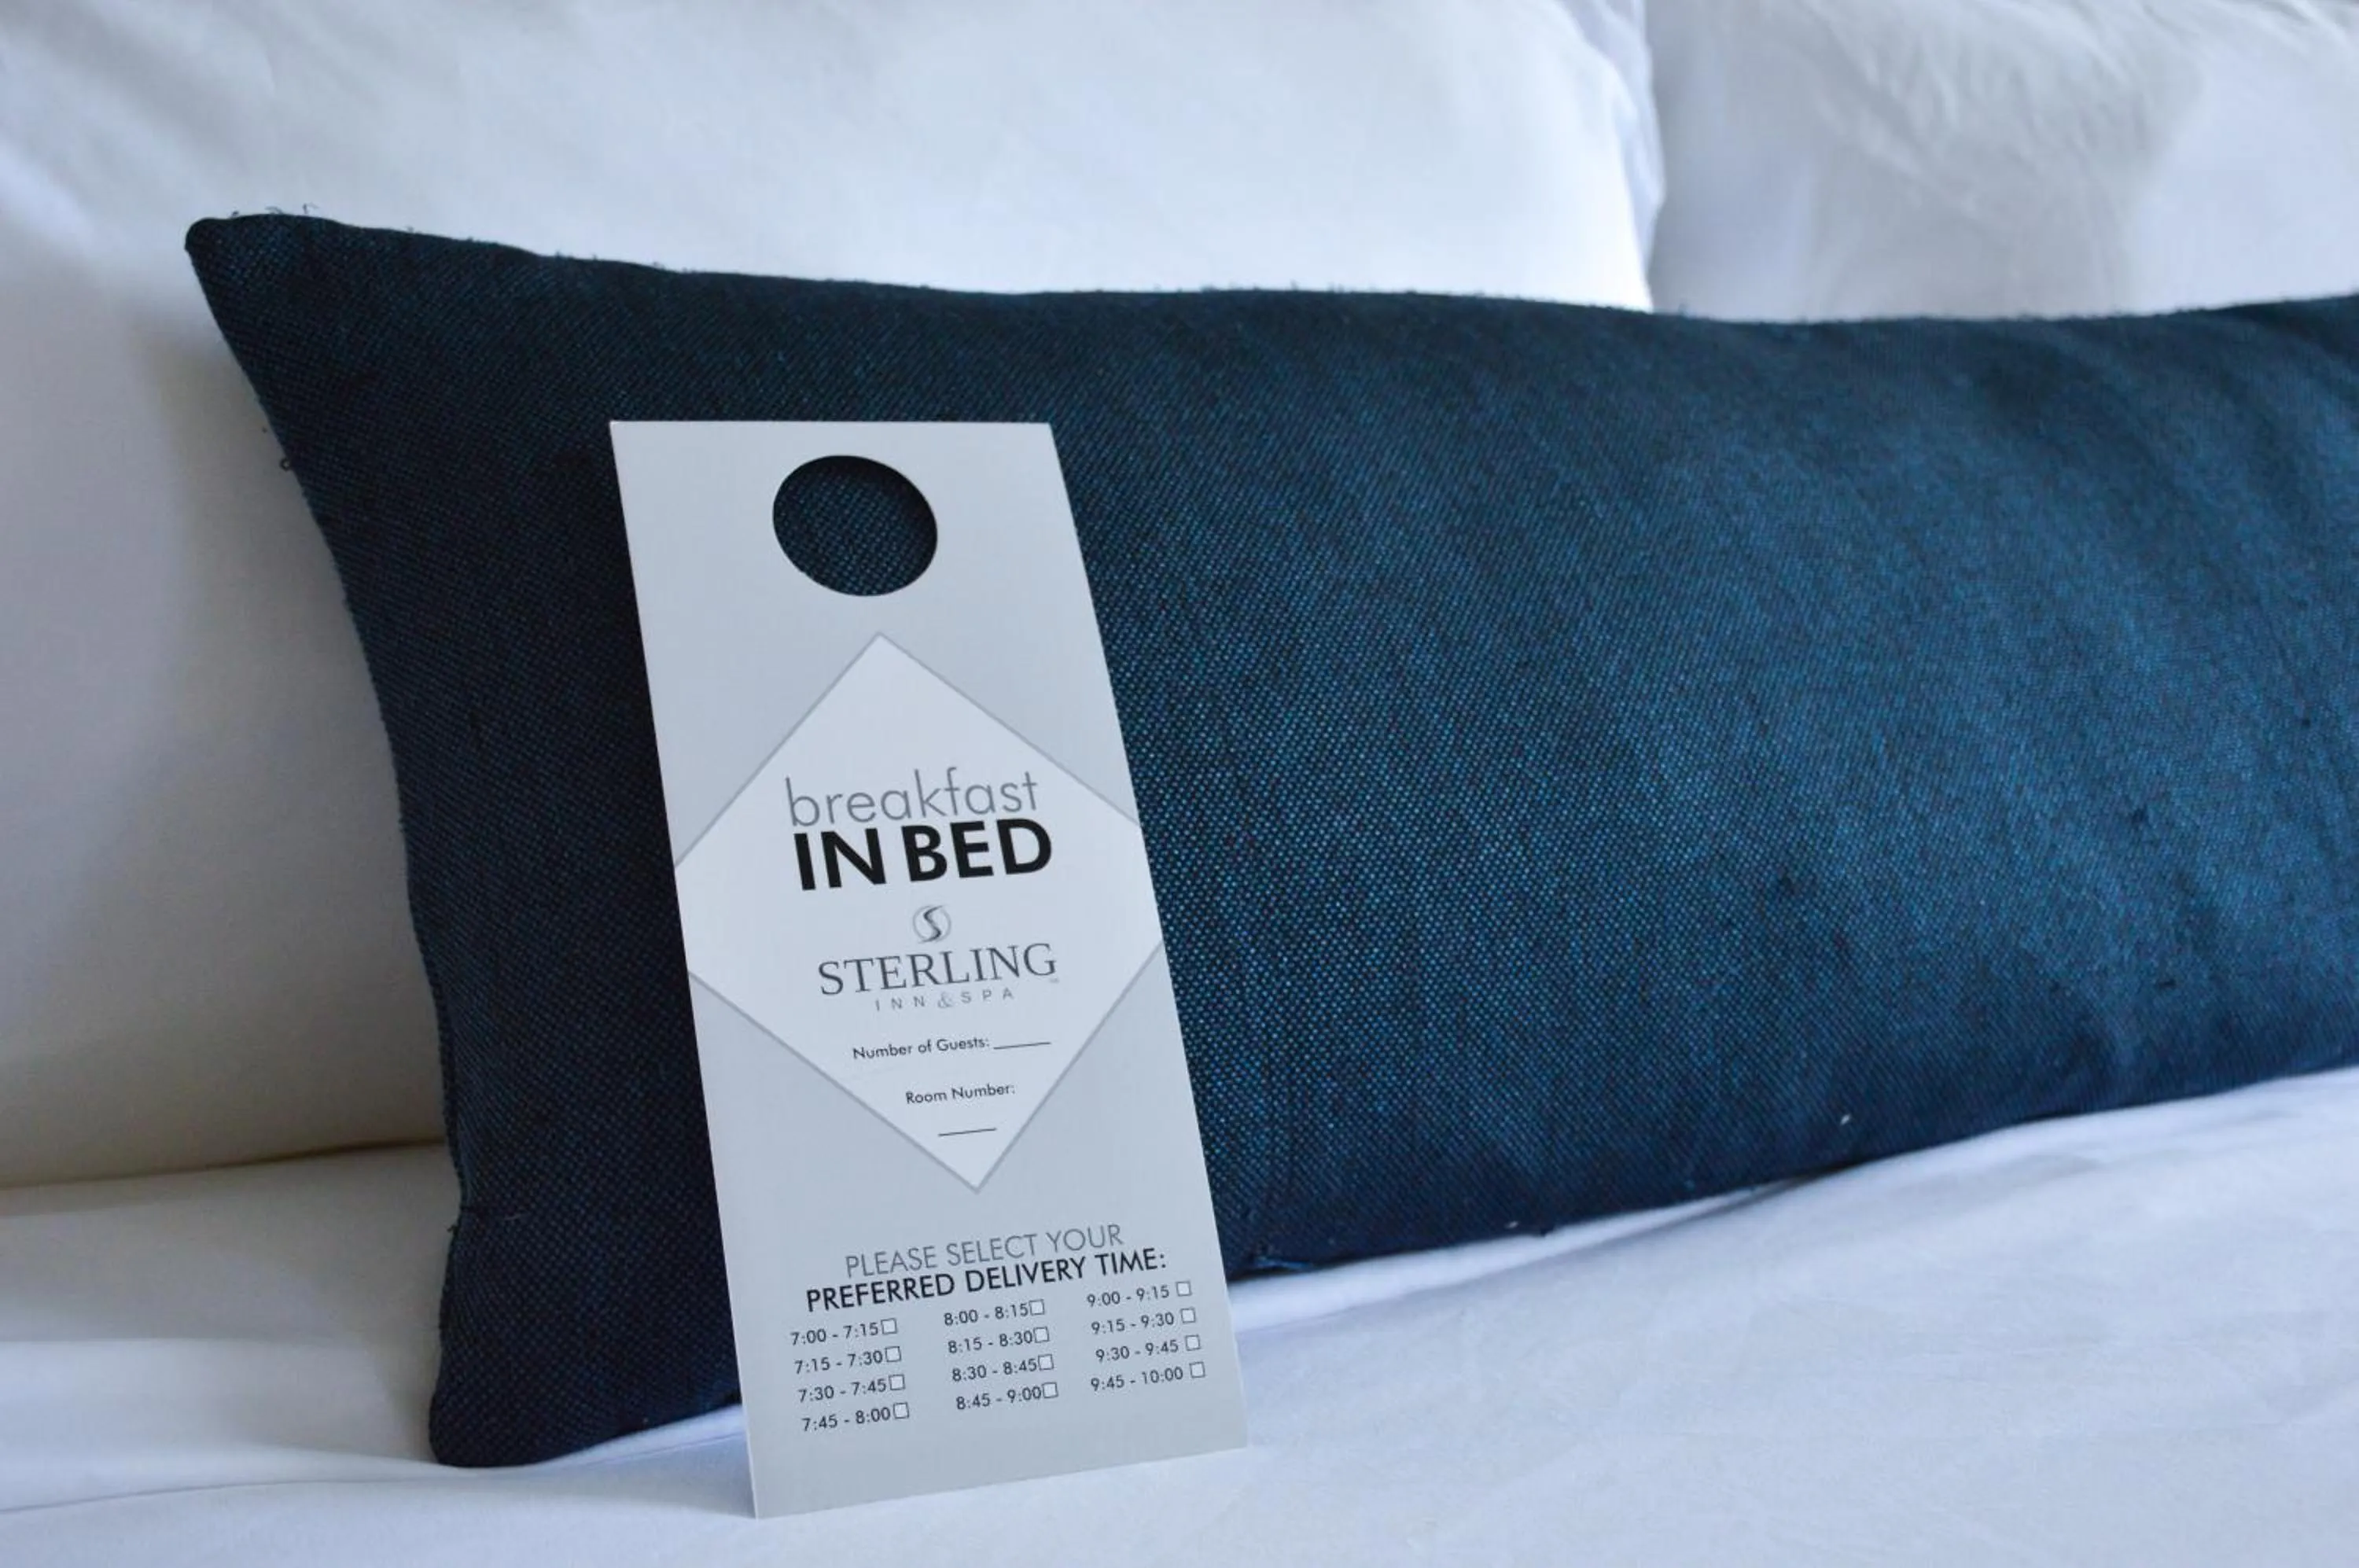 breakfast
IN BED
S
STERLING™
INN & SPA
Number of Guests: ______
Room Number:
______
PLEASE SELECT YOUR
PREFERRED DELIVERY TIME:
7:00 - 7:15☐ 8:00 - 8:15☐ 9:00 - 9:15 ☐
7:15 - 7:30☐ 8:15 - 8:30☐ 9:15 - 9:30 ☐
7:30 - 7:45☐ 8:30 - 8:45☐ 9:30 - 9:45 ☐
7:45 - 8:00☐ 8:45 - 9:00☐ 9:45 - 10:00 ☐